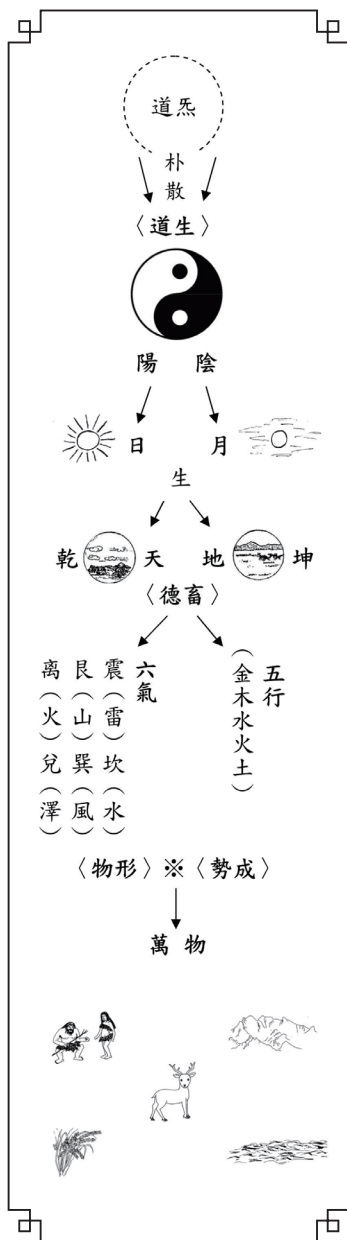 道炁
朴
散
〈道生〉
陽 陰
日 月
生
乾 天 地 坤
〈德畜〉
五行
（金木水火土）
六氣
震（雷）坎（水）
艮（山）巽（風）
离（火）兌（澤）
〈物形〉※〈勢成〉
萬物